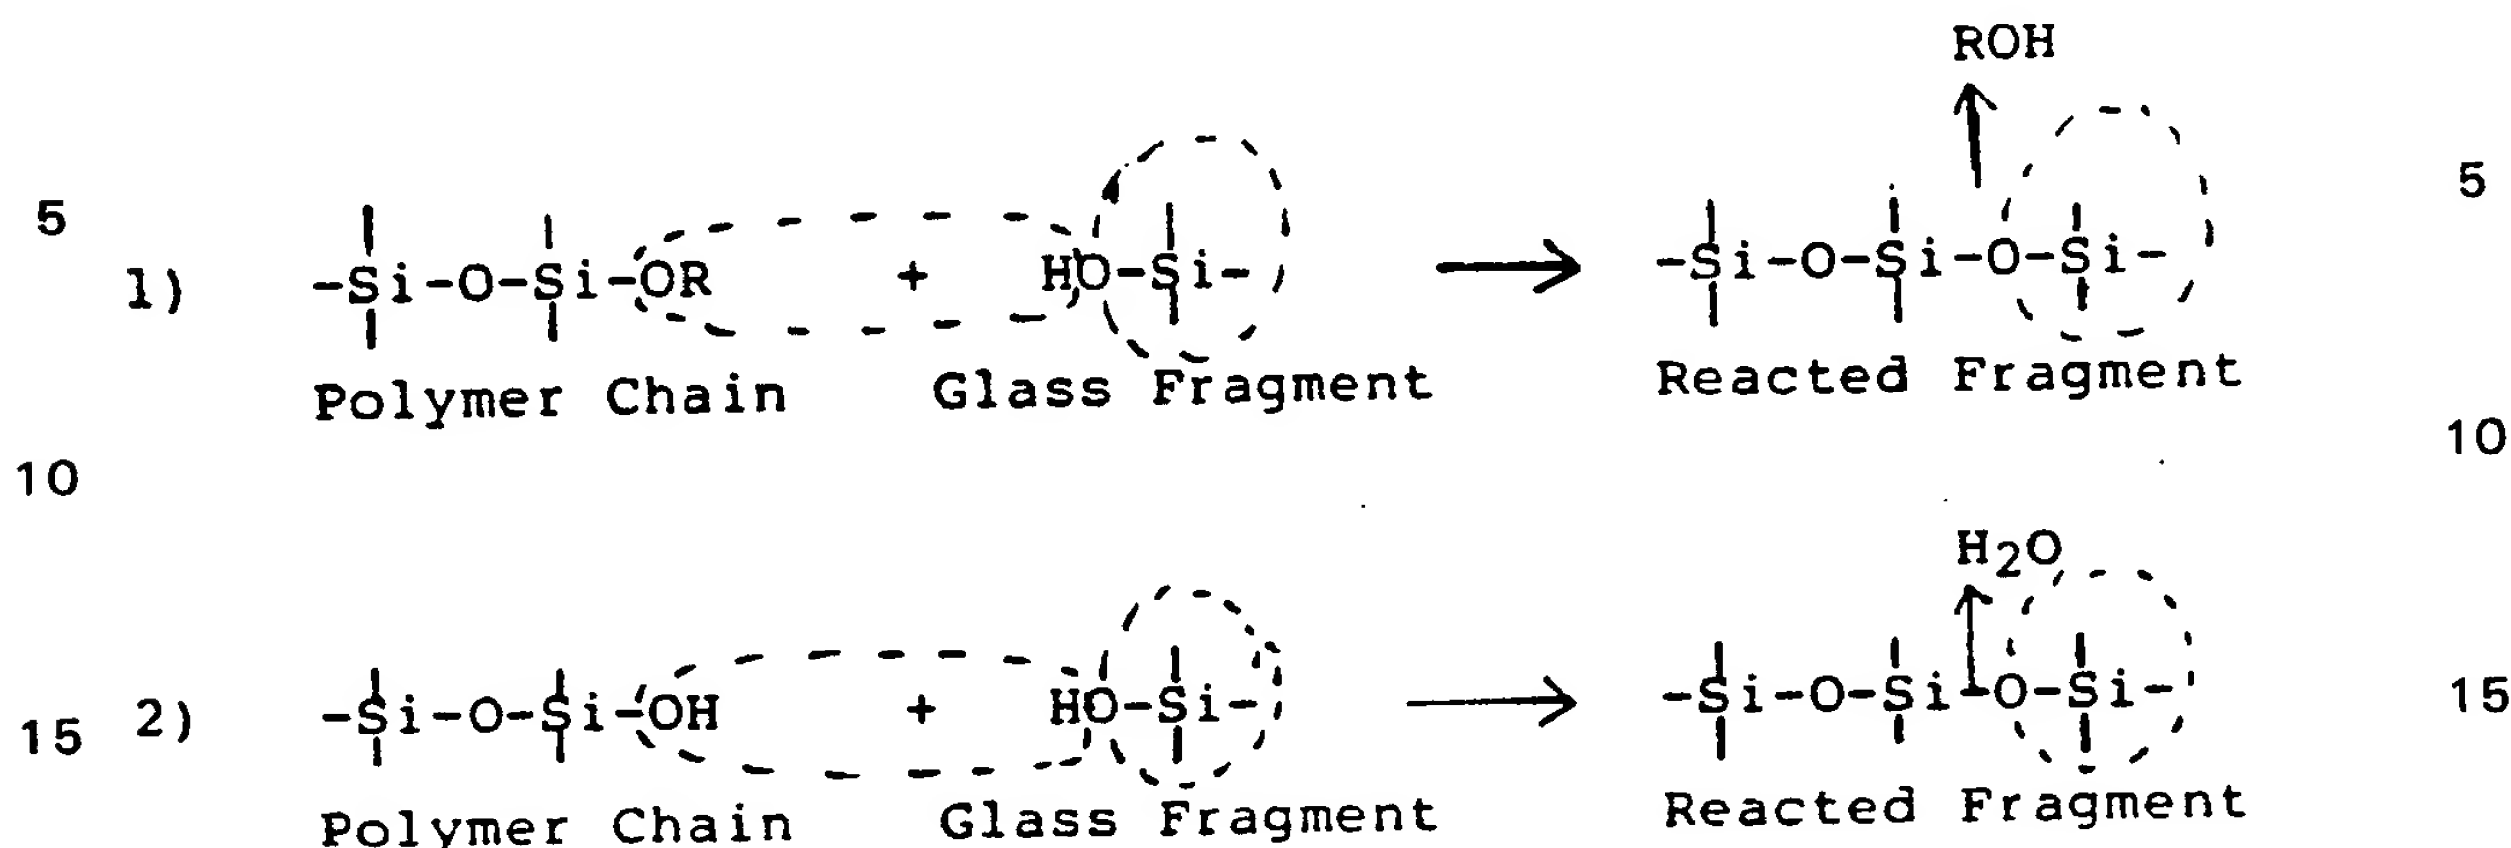 ROH
5 5
1) -Si-O-Si-OR + HO-Si- → -Si-O-Si-O-Si-
Polymer Chain Glass Fragment Reacted Fragment
10 10
H2O
15 2) -Si-O-Si-OH + HO-Si- → -Si-O-Si-O-Si- 15
Polymer Chain Glass Fragment Reacted Fragment